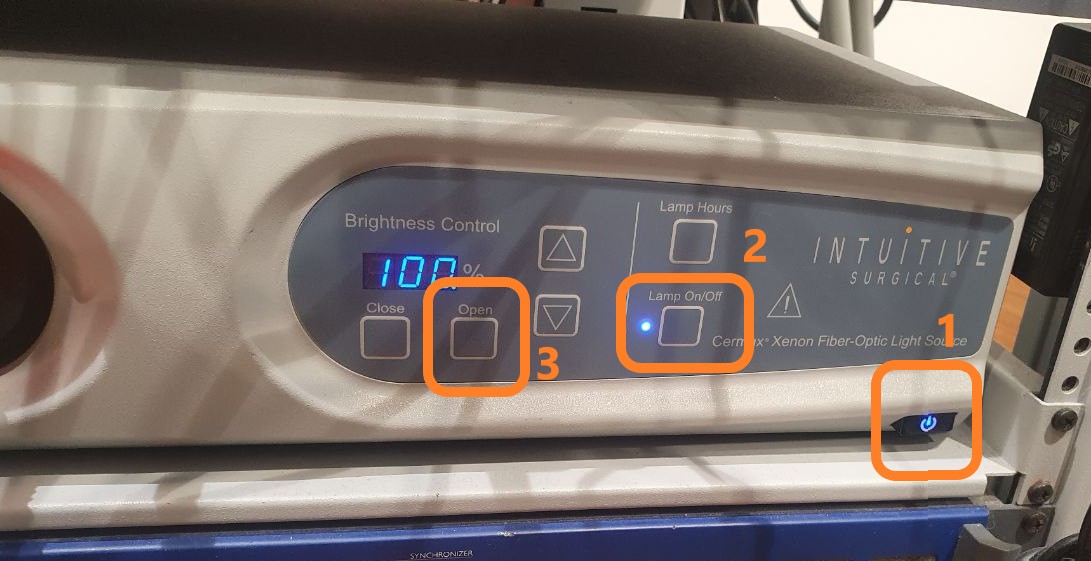 Brightness Control
100 %
Close
Open
3
Lamp Hours
2
Lamp On/Off
INTUITIVE
SURGICAL®
Cermax® Xenon Fiber-Optic Light Source
1
SYNCHRONIZER